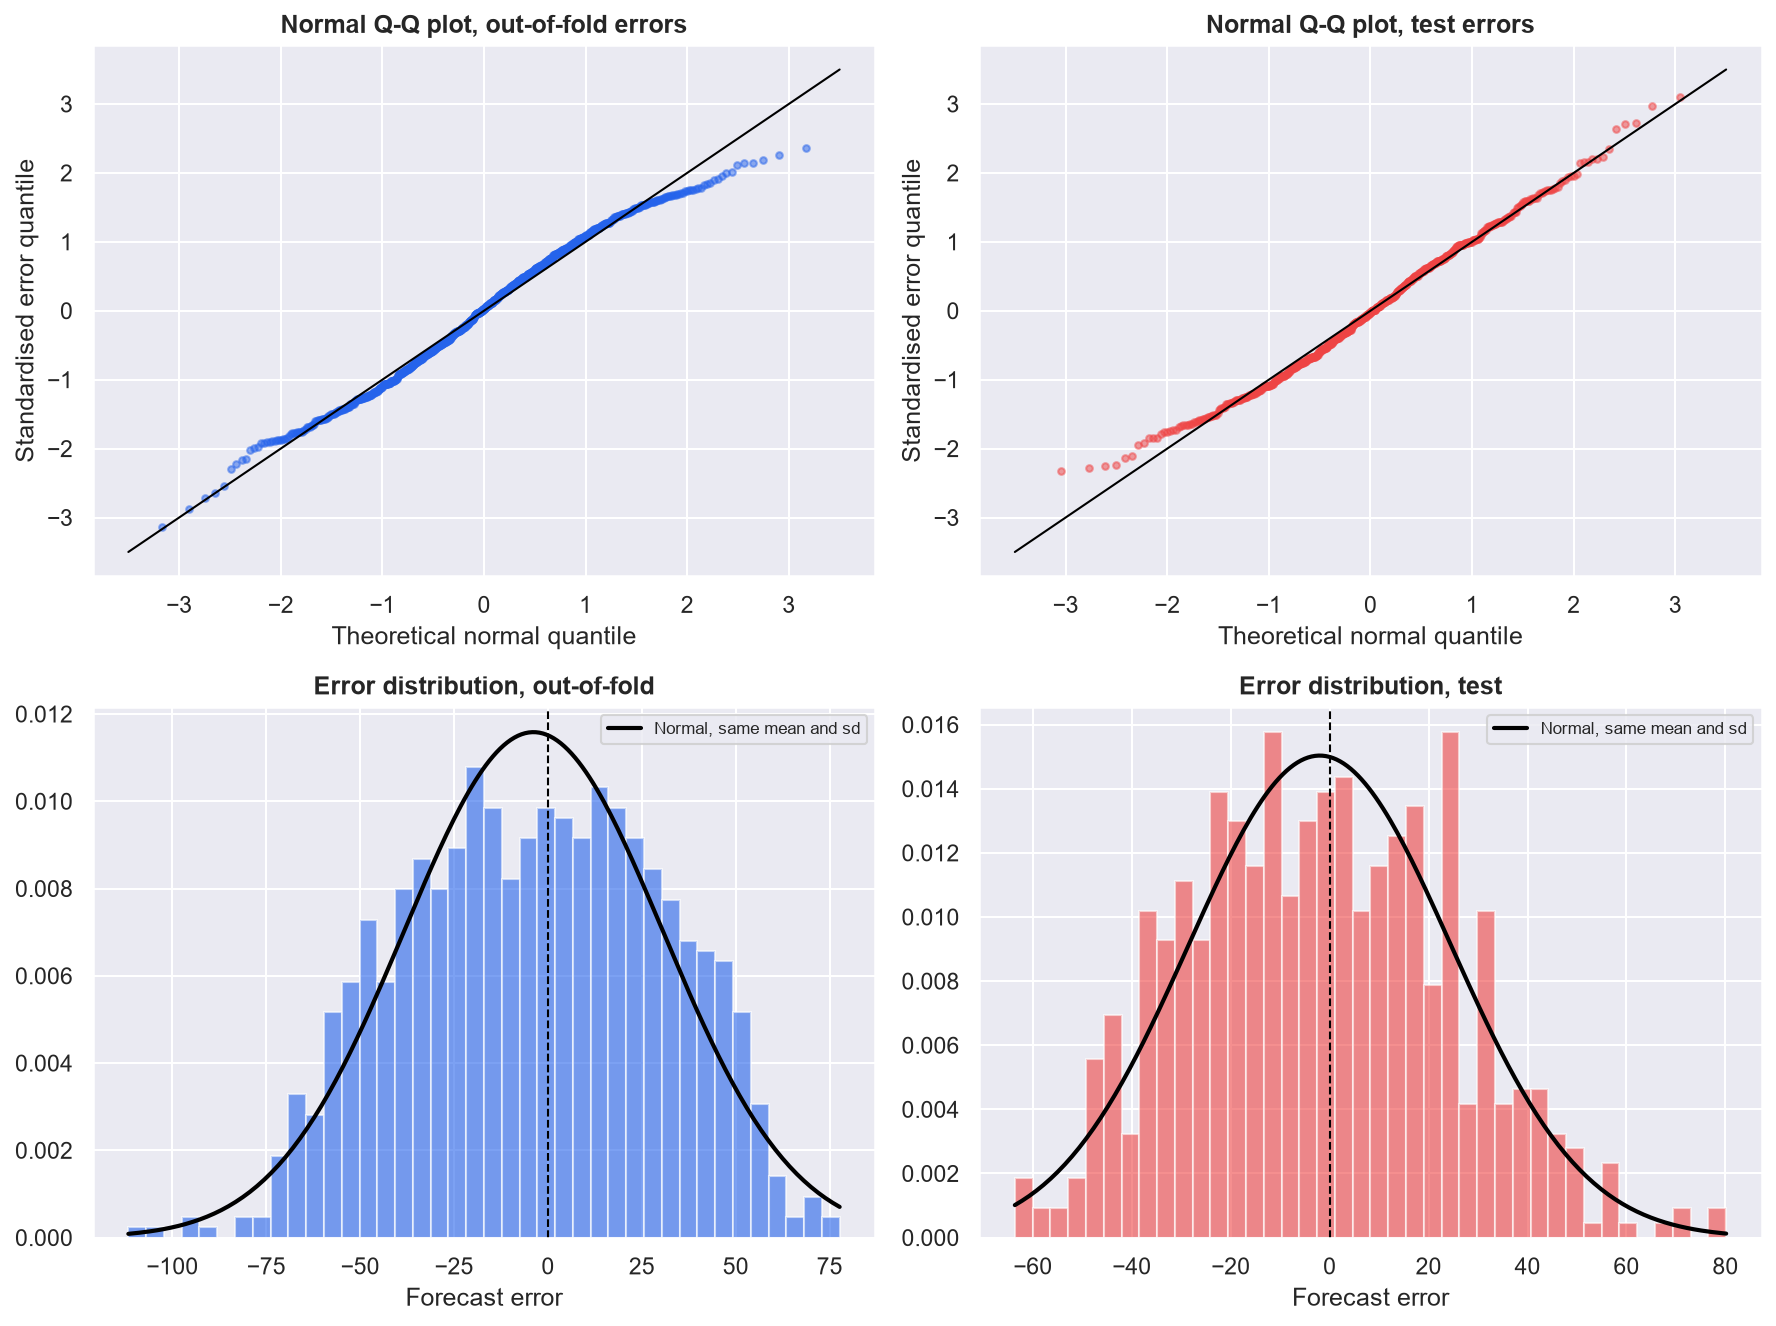 Normal Q-Q plot, out-of-fold errors
3
2
1
0
−1
−2
−3
Standardised error quantile
−3 −2 −1 0 1 2 3
Theoretical normal quantile
Normal Q-Q plot, test errors
3
2
1
0
−1
−2
−3
Standardised error quantile
−3 −2 −1 0 1 2 3
Theoretical normal quantile
Error distribution, out-of-fold
Normal, same mean and sd
0.012
0.010
0.008
0.006
0.004
0.002
0.000
−100 −75 −50 −25 0 25 50 75
Forecast error
Error distribution, test
Normal, same mean and sd
0.016
0.014
0.012
0.010
0.008
0.006
0.004
0.002
0.000
−60 −40 −20 0 20 40 60 80
Forecast error